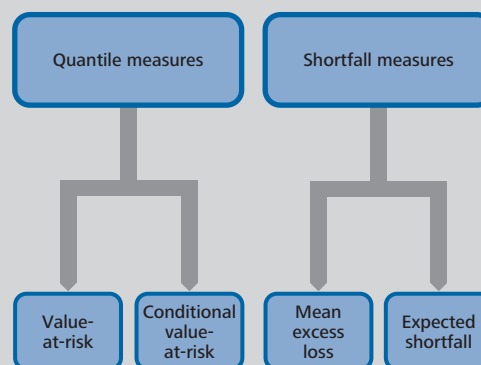 Quantile measures
Shortfall measures
Value-
at-risk
Conditional
value-
at-risk
Mean
excess
loss
Expected
shortfall